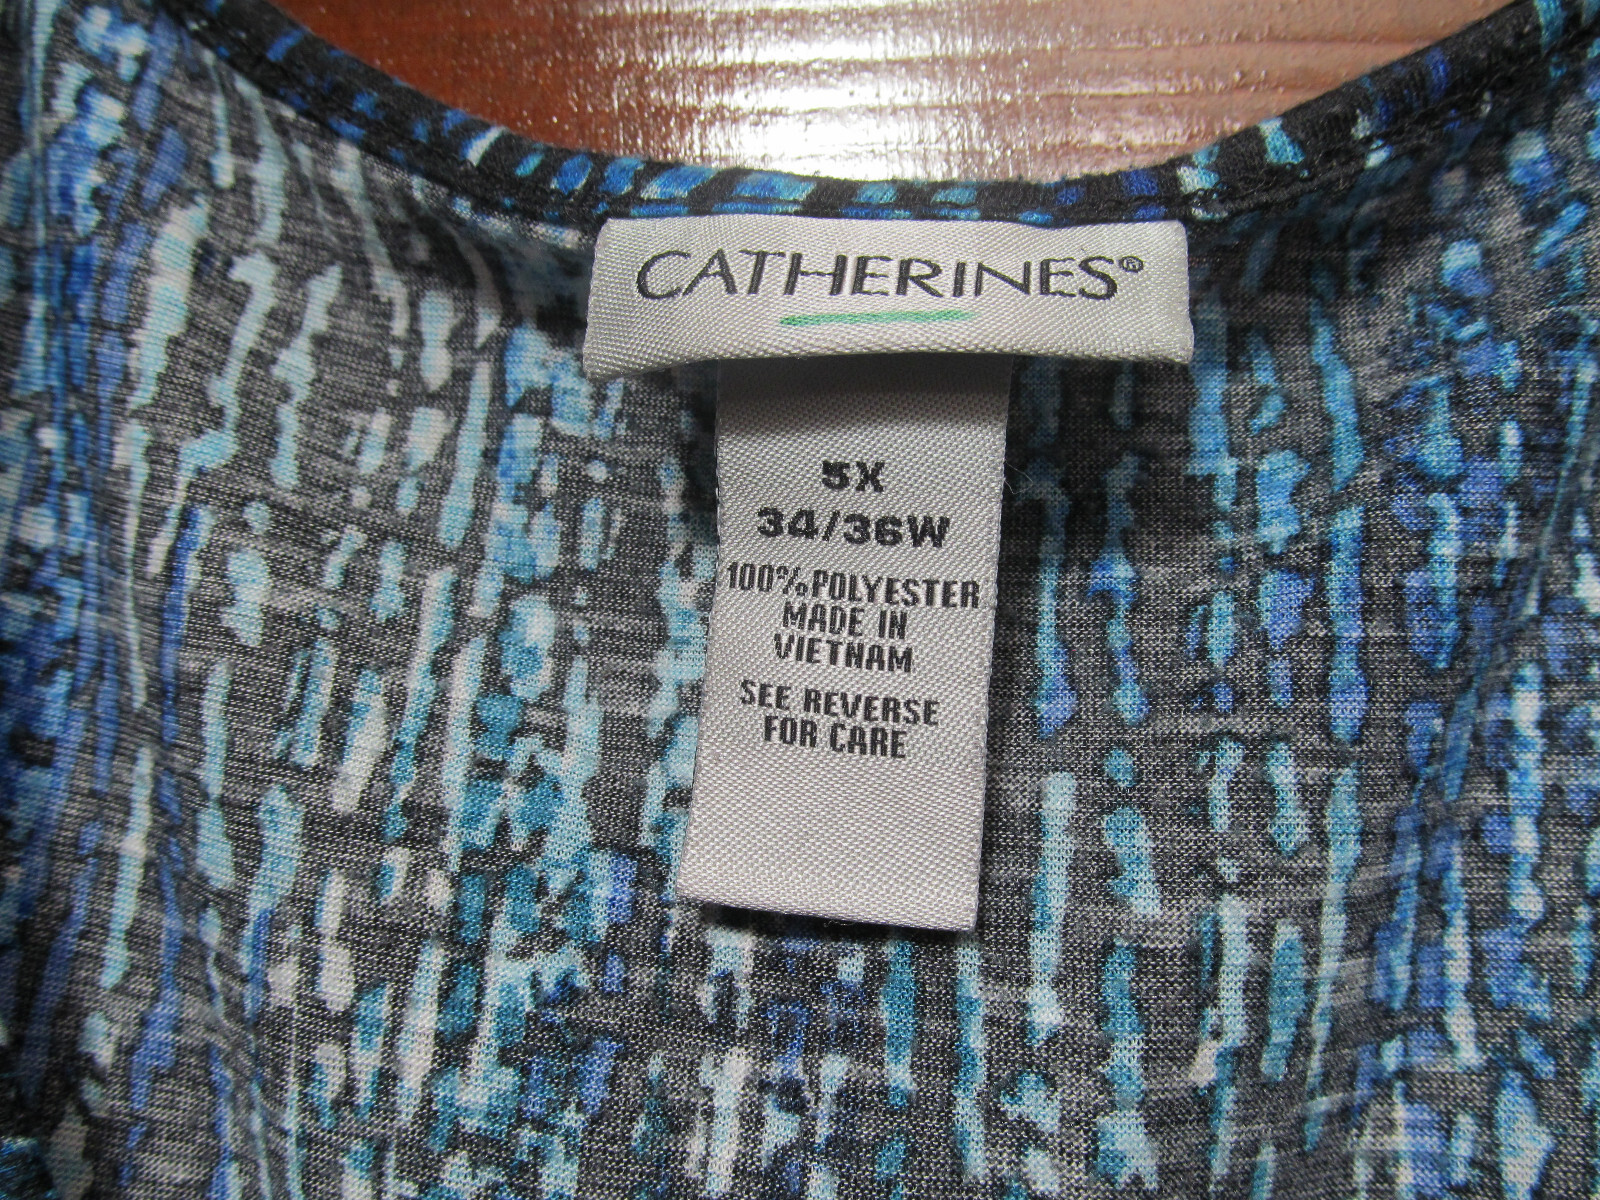 CATHERINES®
5X
34/36W
100% POLYESTER
MADE IN
VIETNAM
SEE REVERSE
FOR CARE